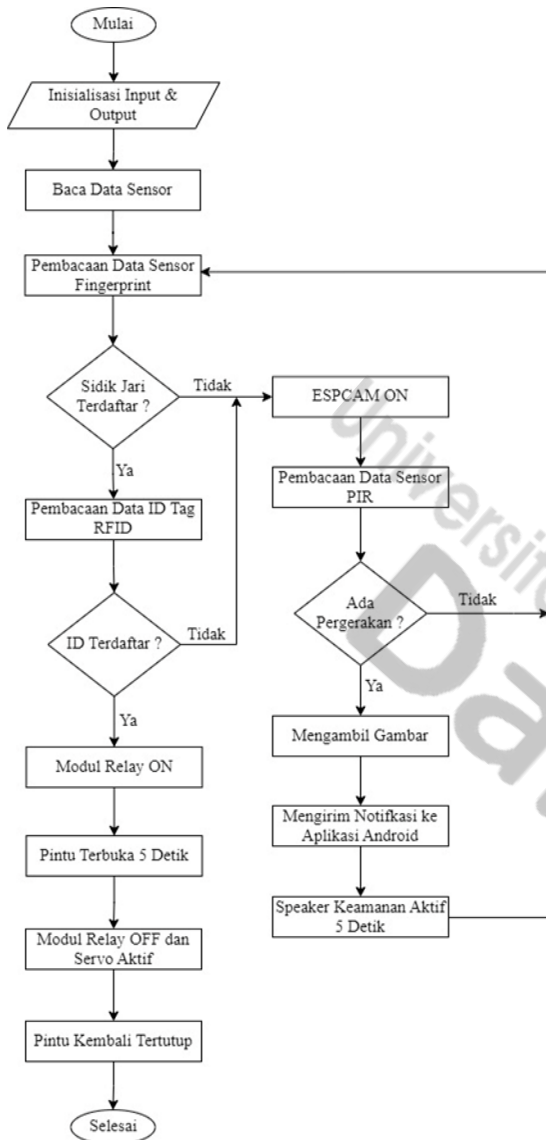 Mulai
Inisialisasi Input &
Output
Baca Data Sensor
Pembacaan Data Sensor
Fingerprint
Sidik Jari
Terdaftar ?
Tidak
Ya
Pembacaan Data ID Tag
RFID
ID Terdaftar ?
Tidak
Ya
Modul Relay ON
Pintu Terbuka 5 Detik
Modul Relay OFF dan
Servo Aktif
Pintu Kembali Tertutup
Selesai
ESPCAM ON
Pembacaan Data Sensor
PIR
Ada
Pergerakan ?
Tidak
Ya
Mengambil Gambar
Mengirim Notifkasi ke
Aplikasi Android
Speaker Keamanan Aktif
5 Detik